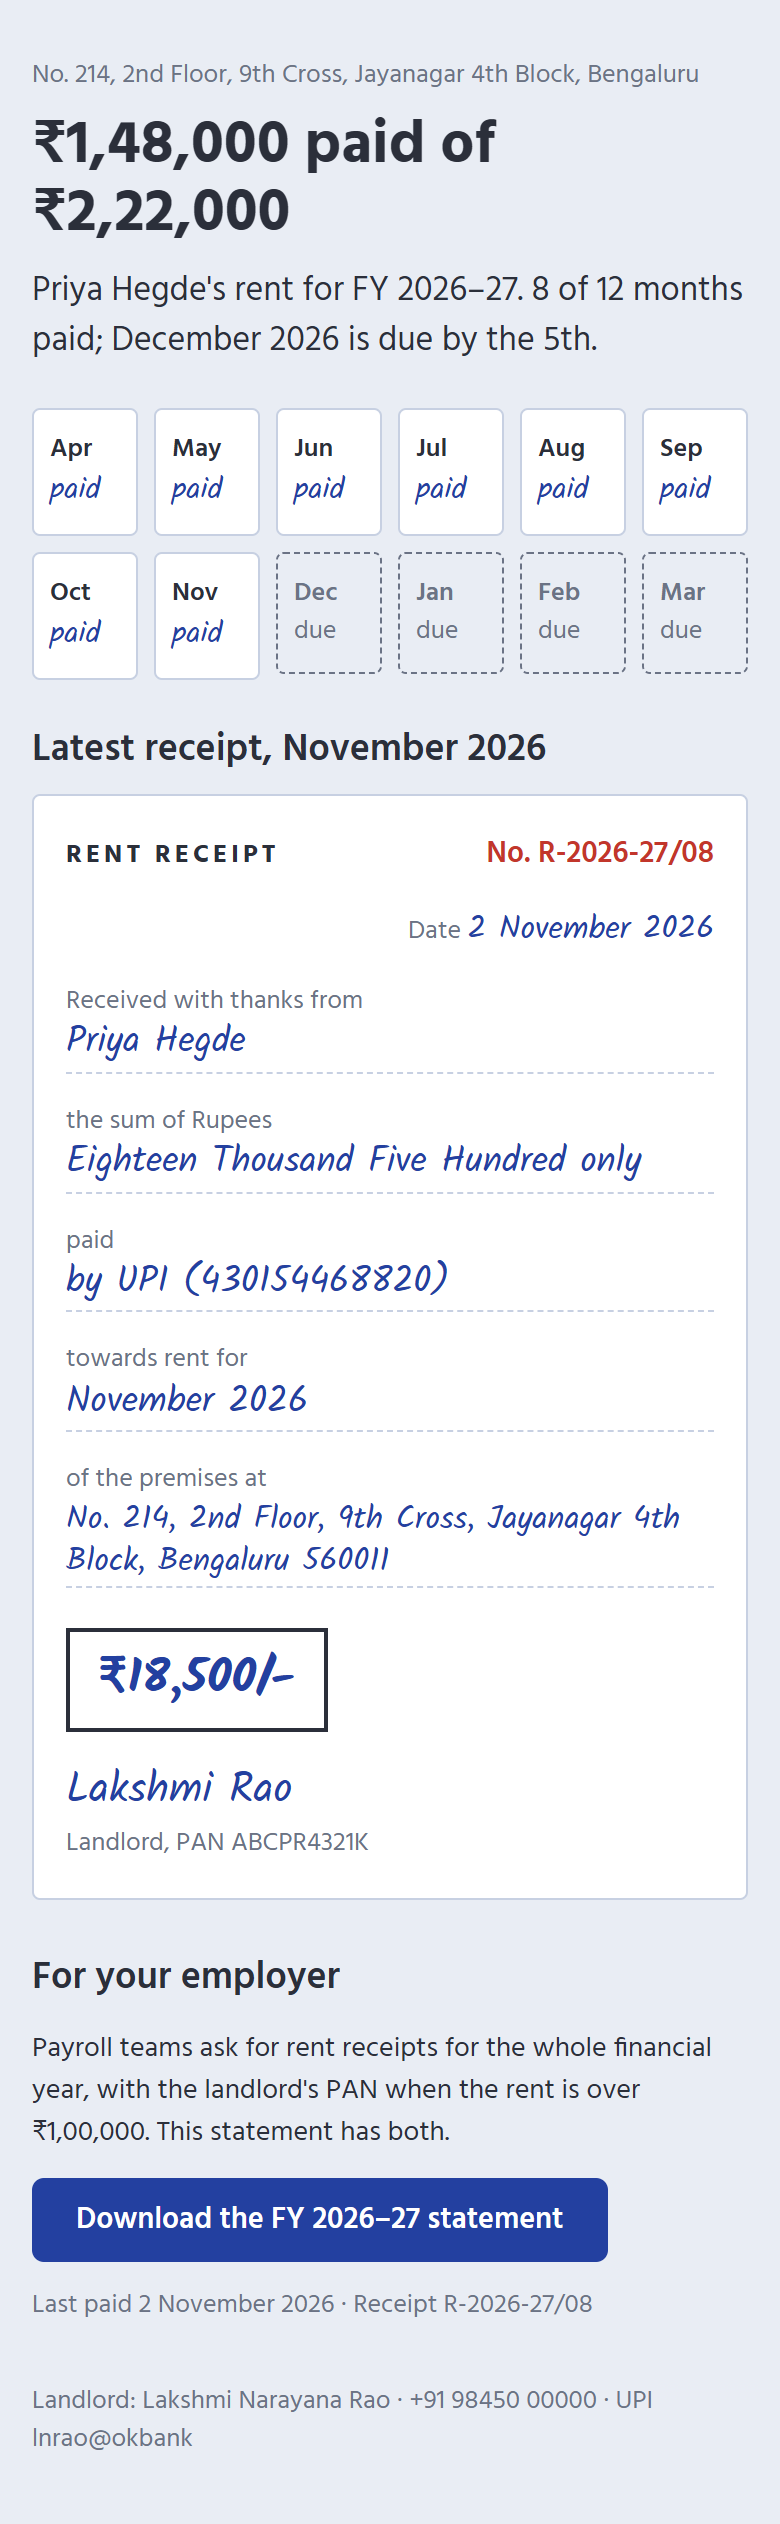 No. 214, 2nd Floor, 9th Cross, Jayanagar 4th Block, Bengaluru
₹1,48,000 paid of
₹2,22,000
Priya Hegde's rent for FY 2026–27. 8 of 12 months
paid; December 2026 is due by the 5th.
Apr May Jun Jul Aug Sep
paid paid paid paid paid paid
Oct Nov Dec Jan Feb Mar
paid paid due due due due
Latest receipt, November 2026
RENT RECEIPT No. R-2026-27/08
Date 2 November 2026
Received with thanks from
Priya Hegde
the sum of Rupees
Eighteen Thousand Five Hundred only
paid
by UPI (430154468820)
towards rent for
November 2026
of the premises at
No. 214, 2nd Floor, 9th Cross, Jayanagar 4th
Block, Bengaluru 560011
₹18,500/-
Lakshmi Rao
Landlord, PAN ABCPR4321K
For your employer
Payroll teams ask for rent receipts for the whole financial
year, with the landlord's PAN when the rent is over
₹1,00,000. This statement has both.
Download the FY 2026–27 statement
Last paid 2 November 2026 · Receipt R-2026-27/08
Landlord: Lakshmi Narayana Rao · +91 98450 00000 · UPI
lnrao@okbank